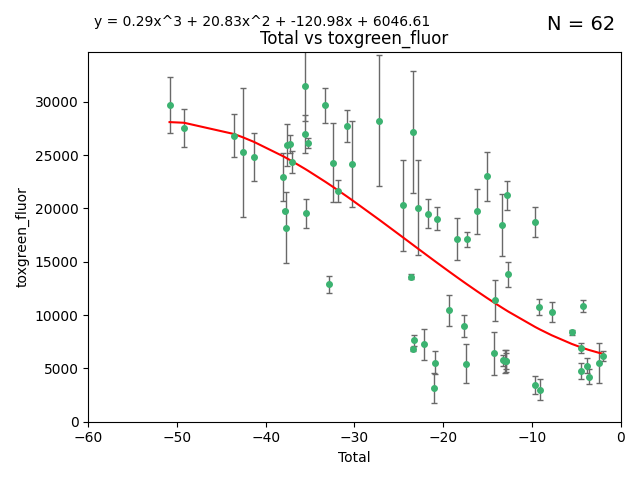 y = 0.29x^3 + 20.83x^2 + -120.98x + 6046.61
N = 62
Total vs toxgreen_fluor
30000
25000
20000
15000
10000
5000
0
toxgreen_fluor
−60
−50
−40
−30
−20
−10
0
Total